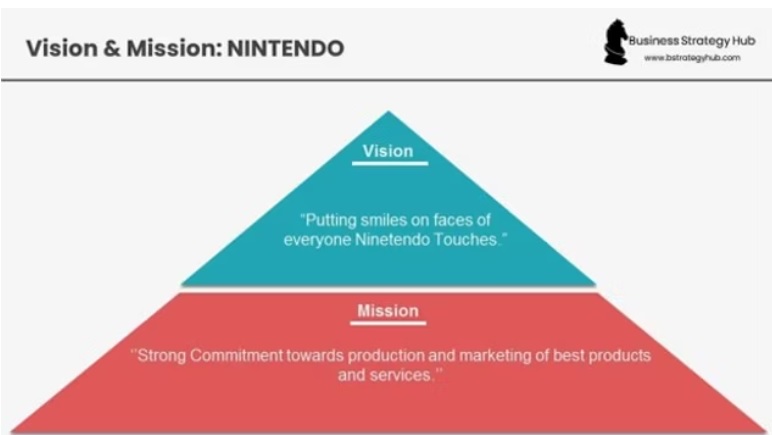 Vision & Mission: NINTENDO
Business Strategy Hub
www.bstrategyhub.com
Vision
"Putting smiles on faces of
everyone Ninetendo Touches."
Mission
"Strong Commitment towards production and marketing of best products
and services."